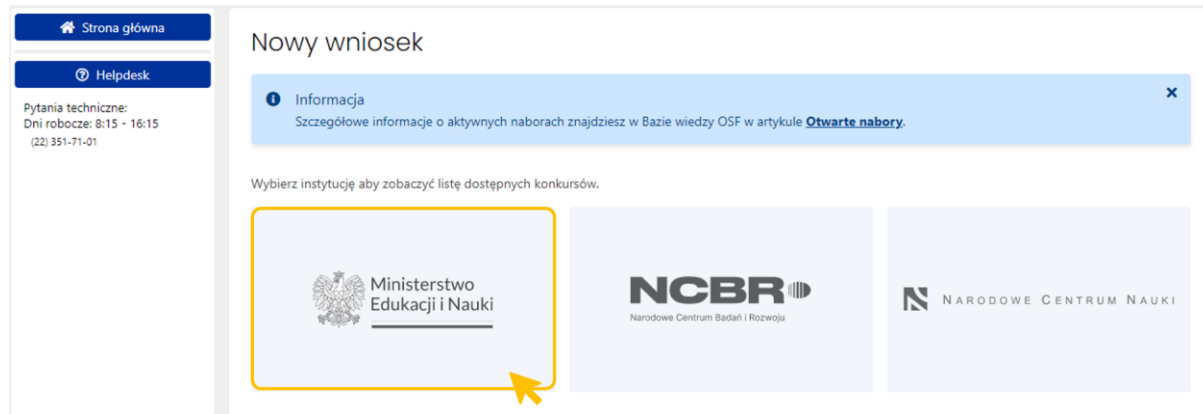 Strona główna
Helpdesk
Pytania techniczne:
Dni robocze: 8:15 - 16:15
(22) 351-71-01
Nowy wniosek
Informacja
Szczegółowe informacje o aktywnych naborach znajdziesz w Bazie wiedzy OSF w artykule Otwarte nabory.
Wybierz instytucję aby zobaczyć listę dostępnych konkursów.
Ministerstwo
Edukacji i Nauki
NCBR
Narodowe Centrum Badań i Rozwoju
NARODOWE CENTRUM NAUKI